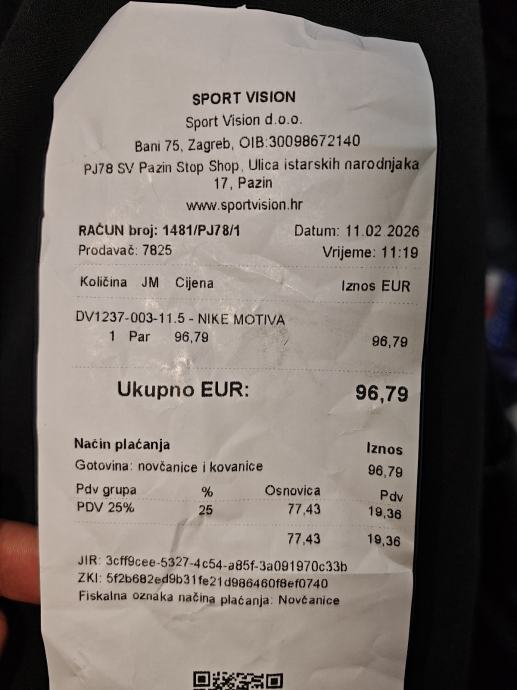 SPORT VISION
Sport Vision d.o.o.
Bani 75, Zagreb, OIB:30098672140
PJ78 SV Pazin Stop Shop, Ulica istarskih narodnjaka
17, Pazin
www.sportvision.hr
RAČUN broj: 1481/PJ78/1 Datum: 11.02.2026
Prodavač: 7825 Vrijeme: 11:19
Količina JM Cijena Iznos EUR
DV1237-003-11.5 - NIKE MOTIVA
1 Par 96,79 96,79
Ukupno EUR: 96,79
Način plaćanja Iznos
Gotovina: novčanice i kovanice 96,79
Pdv grupa % Osnovica Pdv
PDV 25% 25 77,43 19,36
77,43 19,36
JIR: 3cff9cee-5327-4c54-a85f-3a091970c33b
ZKI: 5f2b682ed9b31fe21d986460f8ef0740
Fiskalna oznaka načina plaćanja: Novčanice